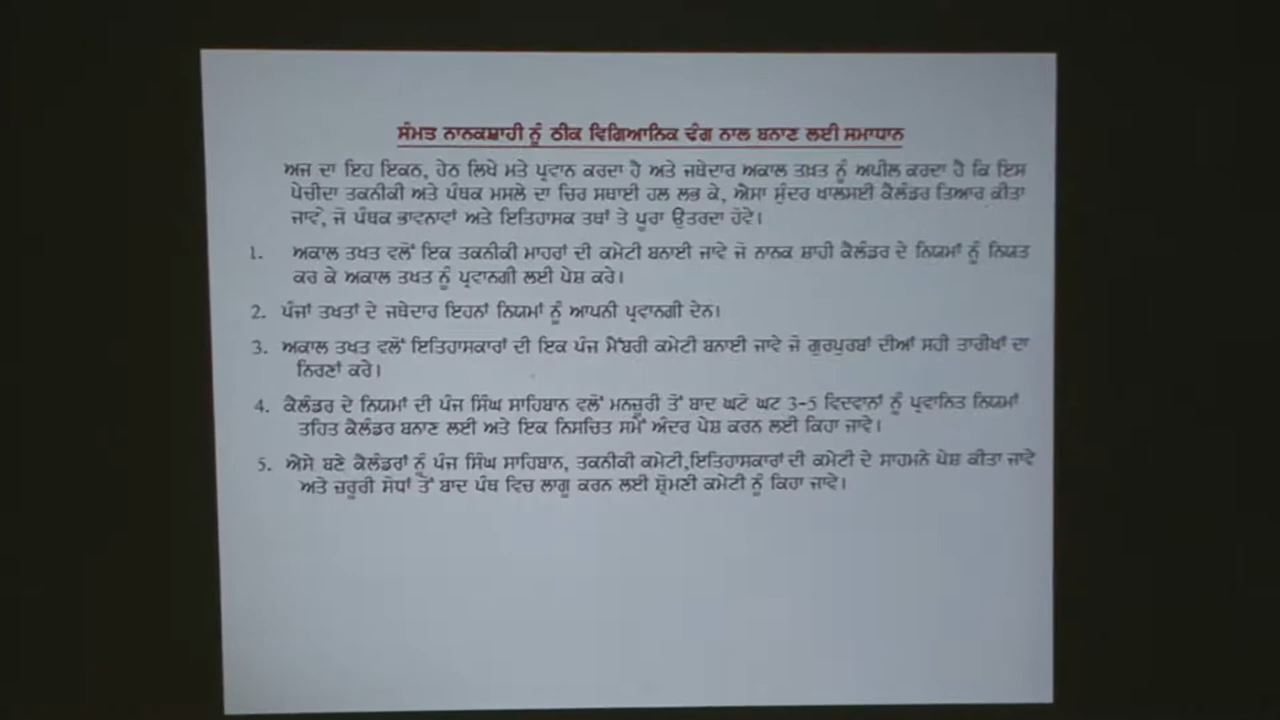 ਸੰਮਤ ਨਾਨਕਸ਼ਾਹੀ ਨੂੰ ਠੀਕ ਵਿਗਿਆਨਿਕ ਢੰਗ ਨਾਲ ਬਨਾਣ ਲਈ ਸਮਾਧਾਨ
ਅਜ ਦਾ ਇਹ ਇਕਠ, ਹੇਠ ਲਿਖੇ ਮਤੇ ਪ੍ਰਵਾਨ ਕਰਦਾ ਹੈ ਅਤੇ ਜਥੇਦਾਰ ਅਕਾਲ ਤਖ਼ਤ ਨੂੰ ਅਪੀਲ ਕਰਦਾ ਹੈ ਕਿ ਇਸ
ਪੇਚੀਦਾ ਤਕਨੀਕੀ ਅਤੇ ਪੰਥਕ ਮਸਲੇ ਦਾ ਚਿਰ ਸਥਾਈ ਹਲ ਲਭ ਕੇ, ਐਸਾ ਸੁੰਦਰ ਖਾਲਸਈ ਕੈਲੰਡਰ ਤਿਆਰ ਕੀਤਾ
ਜਾਵੇ, ਜੋ ਪੰਥਕ ਭਾਵਨਾਵਾਂ ਅਤੇ ਇਤਿਹਾਸਕ ਤਥਾਂ ਤੇ ਪੂਰਾ ਉਤਰਦਾ ਹੋਵੇ।
1. ਅਕਾਲ ਤਖਤ ਵਲੋਂ ਇਕ ਤਕਨੀਕੀ ਮਾਹਰਾਂ ਦੀ ਕਮੇਟੀ ਬਨਾਈ ਜਾਵੇ ਜੋ ਨਾਨਕ ਸ਼ਾਹੀ ਕੈਲੰਡਰ ਦੇ ਨਿਯਮਾਂ ਨੂੰ ਨਿਯਤ
ਕਰ ਕੇ ਅਕਾਲ ਤਖਤ ਨੂੰ ਪ੍ਰਵਾਨਗੀ ਲਈ ਪੇਸ਼ ਕਰੇ।
2. ਪੰਜਾਂ ਤਖਤਾਂ ਦੇ ਜਥੇਦਾਰ ਇਹਨਾਂ ਨਿਯਮਾਂ ਨੂੰ ਆਪਨੀ ਪ੍ਰਵਾਨਗੀ ਦੇਨ।
3. ਅਕਾਲ ਤਖਤ ਵਲੋਂ ਇਤਿਹਾਸਕਾਰਾਂ ਦੀ ਇਕ ਪੰਜ ਮੈਂਬਰੀ ਕਮੇਟੀ ਬਨਾਈ ਜਾਵੇ ਜੋ ਗੁਰਪੁਰਬਾਂ ਦੀਆਂ ਸਹੀ ਤਾਰੀਖਾਂ ਦਾ
ਨਿਰਣਾਂ ਕਰੇ।
4. ਕੈਲੰਡਰ ਦੇ ਨਿਯਮਾਂ ਦੀ ਪੰਜ ਸਿੰਘ ਸਾਹਿਬਾਨ ਵਲੋਂ ਮਨਜ਼ੂਰੀ ਤੋਂ ਬਾਦ ਘਟੋ ਘਟ 3-5 ਵਿਦਵਾਨਾਂ ਨੂੰ ਪ੍ਰਵਾਨਿਤ ਨਿਯਮਾਂ
ਤਹਿਤ ਕੈਲੰਡਰ ਬਨਾਣ ਲਈ ਅਤੇ ਇਕ ਨਿਸਚਿਤ ਸਮੇਂ ਅੰਦਰ ਪੇਸ਼ ਕਰਨ ਲਈ ਕਿਹਾ ਜਾਵੇ।
5. ਐਸੇ ਬਣੇ ਕੈਲੰਡਰਾਂ ਨੂੰ ਪੰਜ ਸਿੰਘ ਸਾਹਿਬਾਨ, ਤਕਨੀਕੀ ਕਮੇਟੀ,ਇਤਿਹਾਸਕਾਰਾਂ ਦੀ ਕਮੇਟੀ ਦੇ ਸਾਹਮਨੇ ਪੇਸ਼ ਕੀਤਾ ਜਾਵੇ
ਅਤੇ ਜ਼ਰੂਰੀ ਸੋਧਾਂ ਤੋਂ ਬਾਦ ਪੰਥ ਵਿਚ ਲਾਗੂ ਕਰਨ ਲਈ ਸ਼੍ਰੋਮਣੀ ਕਮੇਟੀ ਨੂੰ ਕਿਹਾ ਜਾਵੇ।